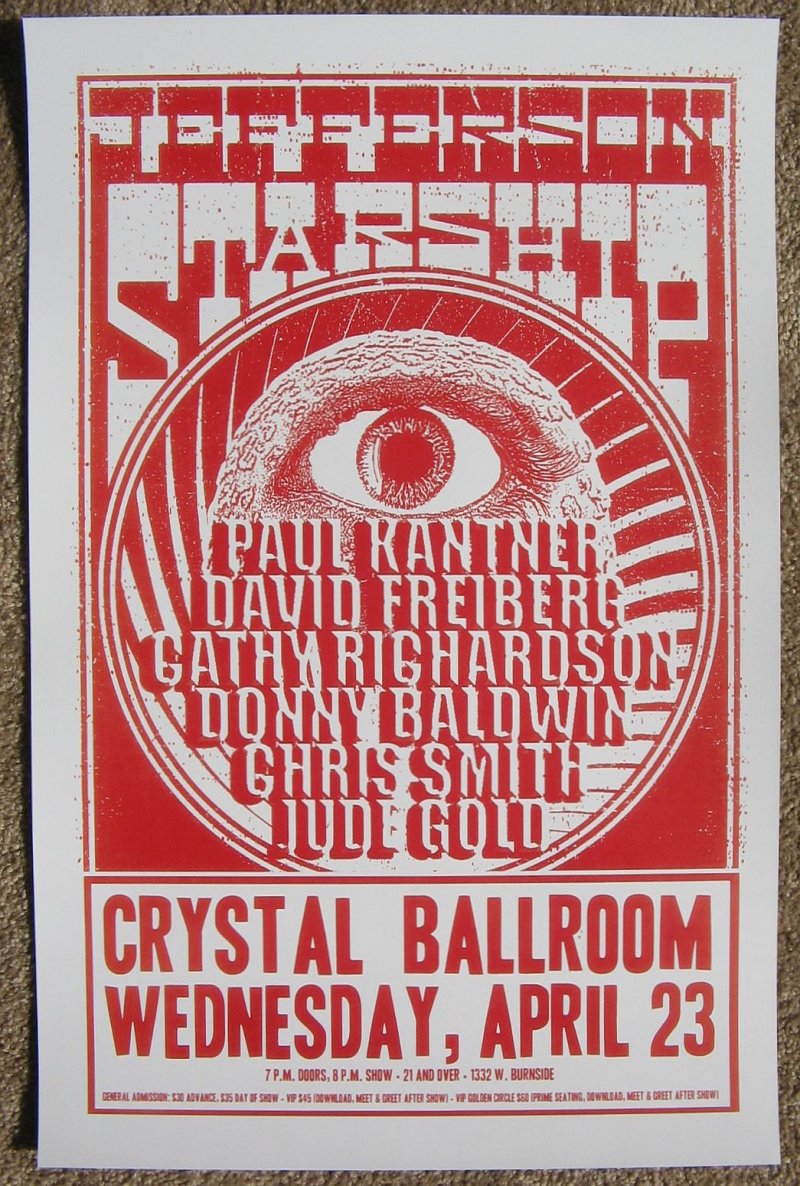 JEFFERSON
STARSHIP
PAUL KANTNER
DAVID FREIBERG
CATHY RICHARDSON
DONNY BALDWIN
CHRIS SMITH
JUDE GOLD
CRYSTAL BALLROOM
WEDNESDAY, APRIL 23
7 P.M. DOORS, 8 P.M. SHOW - 21 AND OVER - 1332 W. BURNSIDE
GENERAL ADMISSION: $30 ADVANCE, $35 DAY OF SHOW - VIP $45 (DOWNLOAD, MEET & GREET AFTER SHOW) - VIP GOLDEN CIRCLE $60 (PRIME SEATING, DOWNLOAD, MEET & GREET AFTER SHOW)